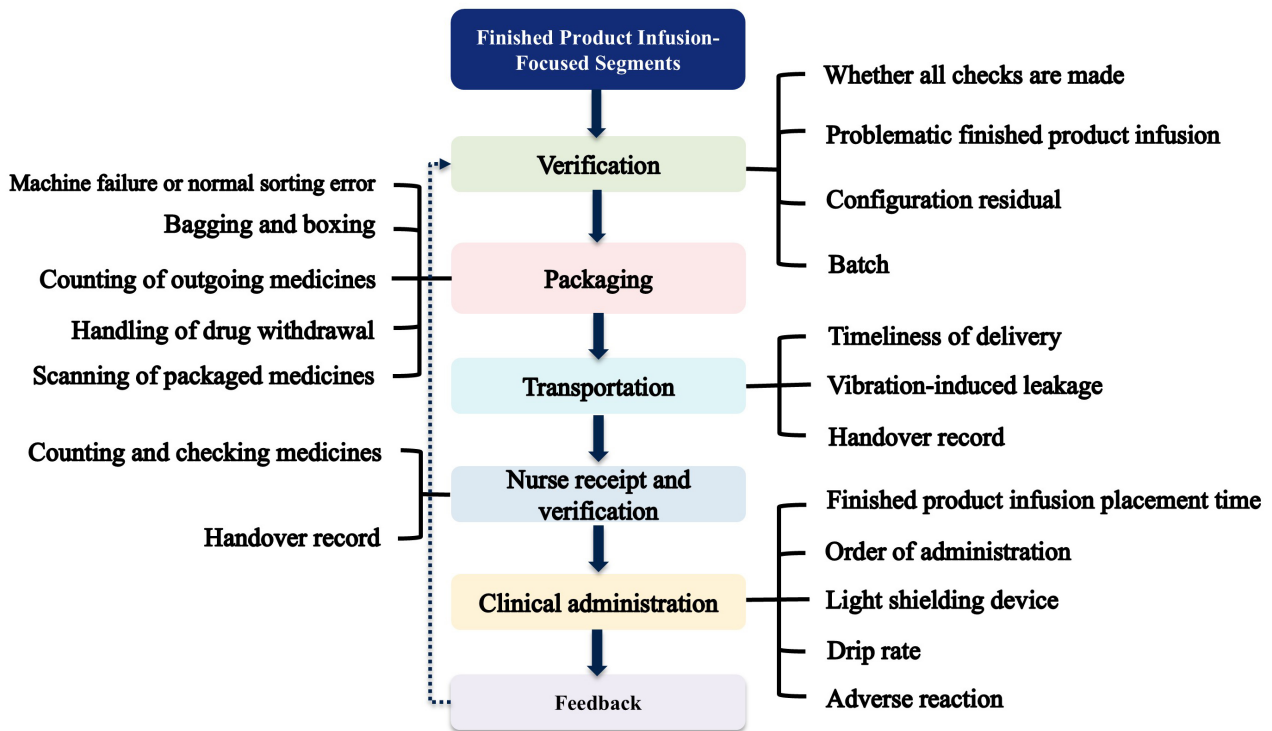 Finished Product Infusion-
Focused Segments
Verification
Whether all checks are made
Problematic finished product infusion
Configuration residual
Batch
Machine failure or normal sorting error
Bagging and boxing
Counting of outgoing medicines
Handling of drug withdrawal
Scanning of packaged medicines
Packaging
Transportation
Timeliness of delivery
Vibration-induced leakage
Handover record
Counting and checking medicines
Handover record
Nurse receipt and
verification
Clinical administration
Finished product infusion placement time
Order of administration
Light shielding device
Drip rate
Adverse reaction
Feedback